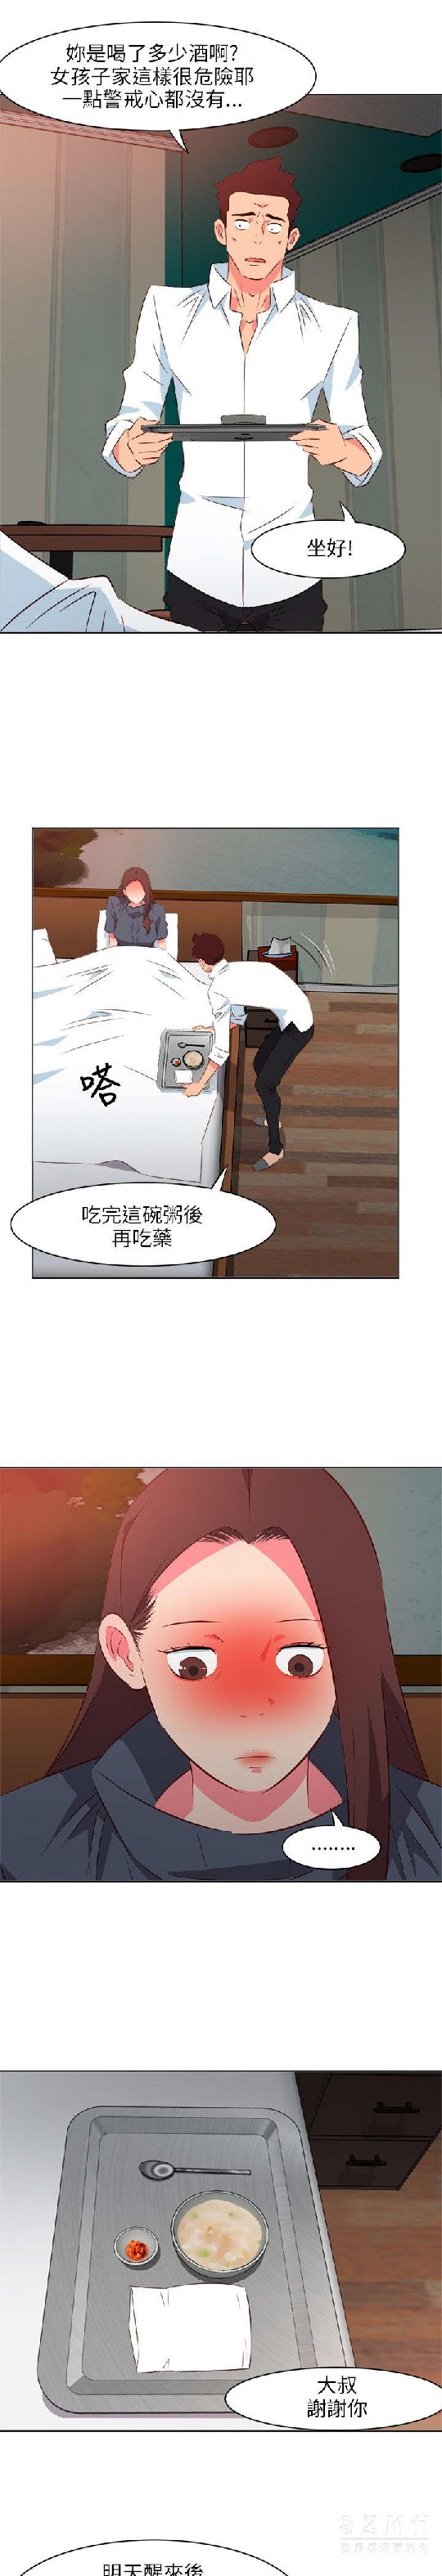 妳是喝了多少酒啊?
女孩子家這樣很危險耶
一點警戒心都沒有...
坐好!
嗒
吃完這碗粥後
再吃藥
........
大叔
謝謝你
SZMH
明天醒來後